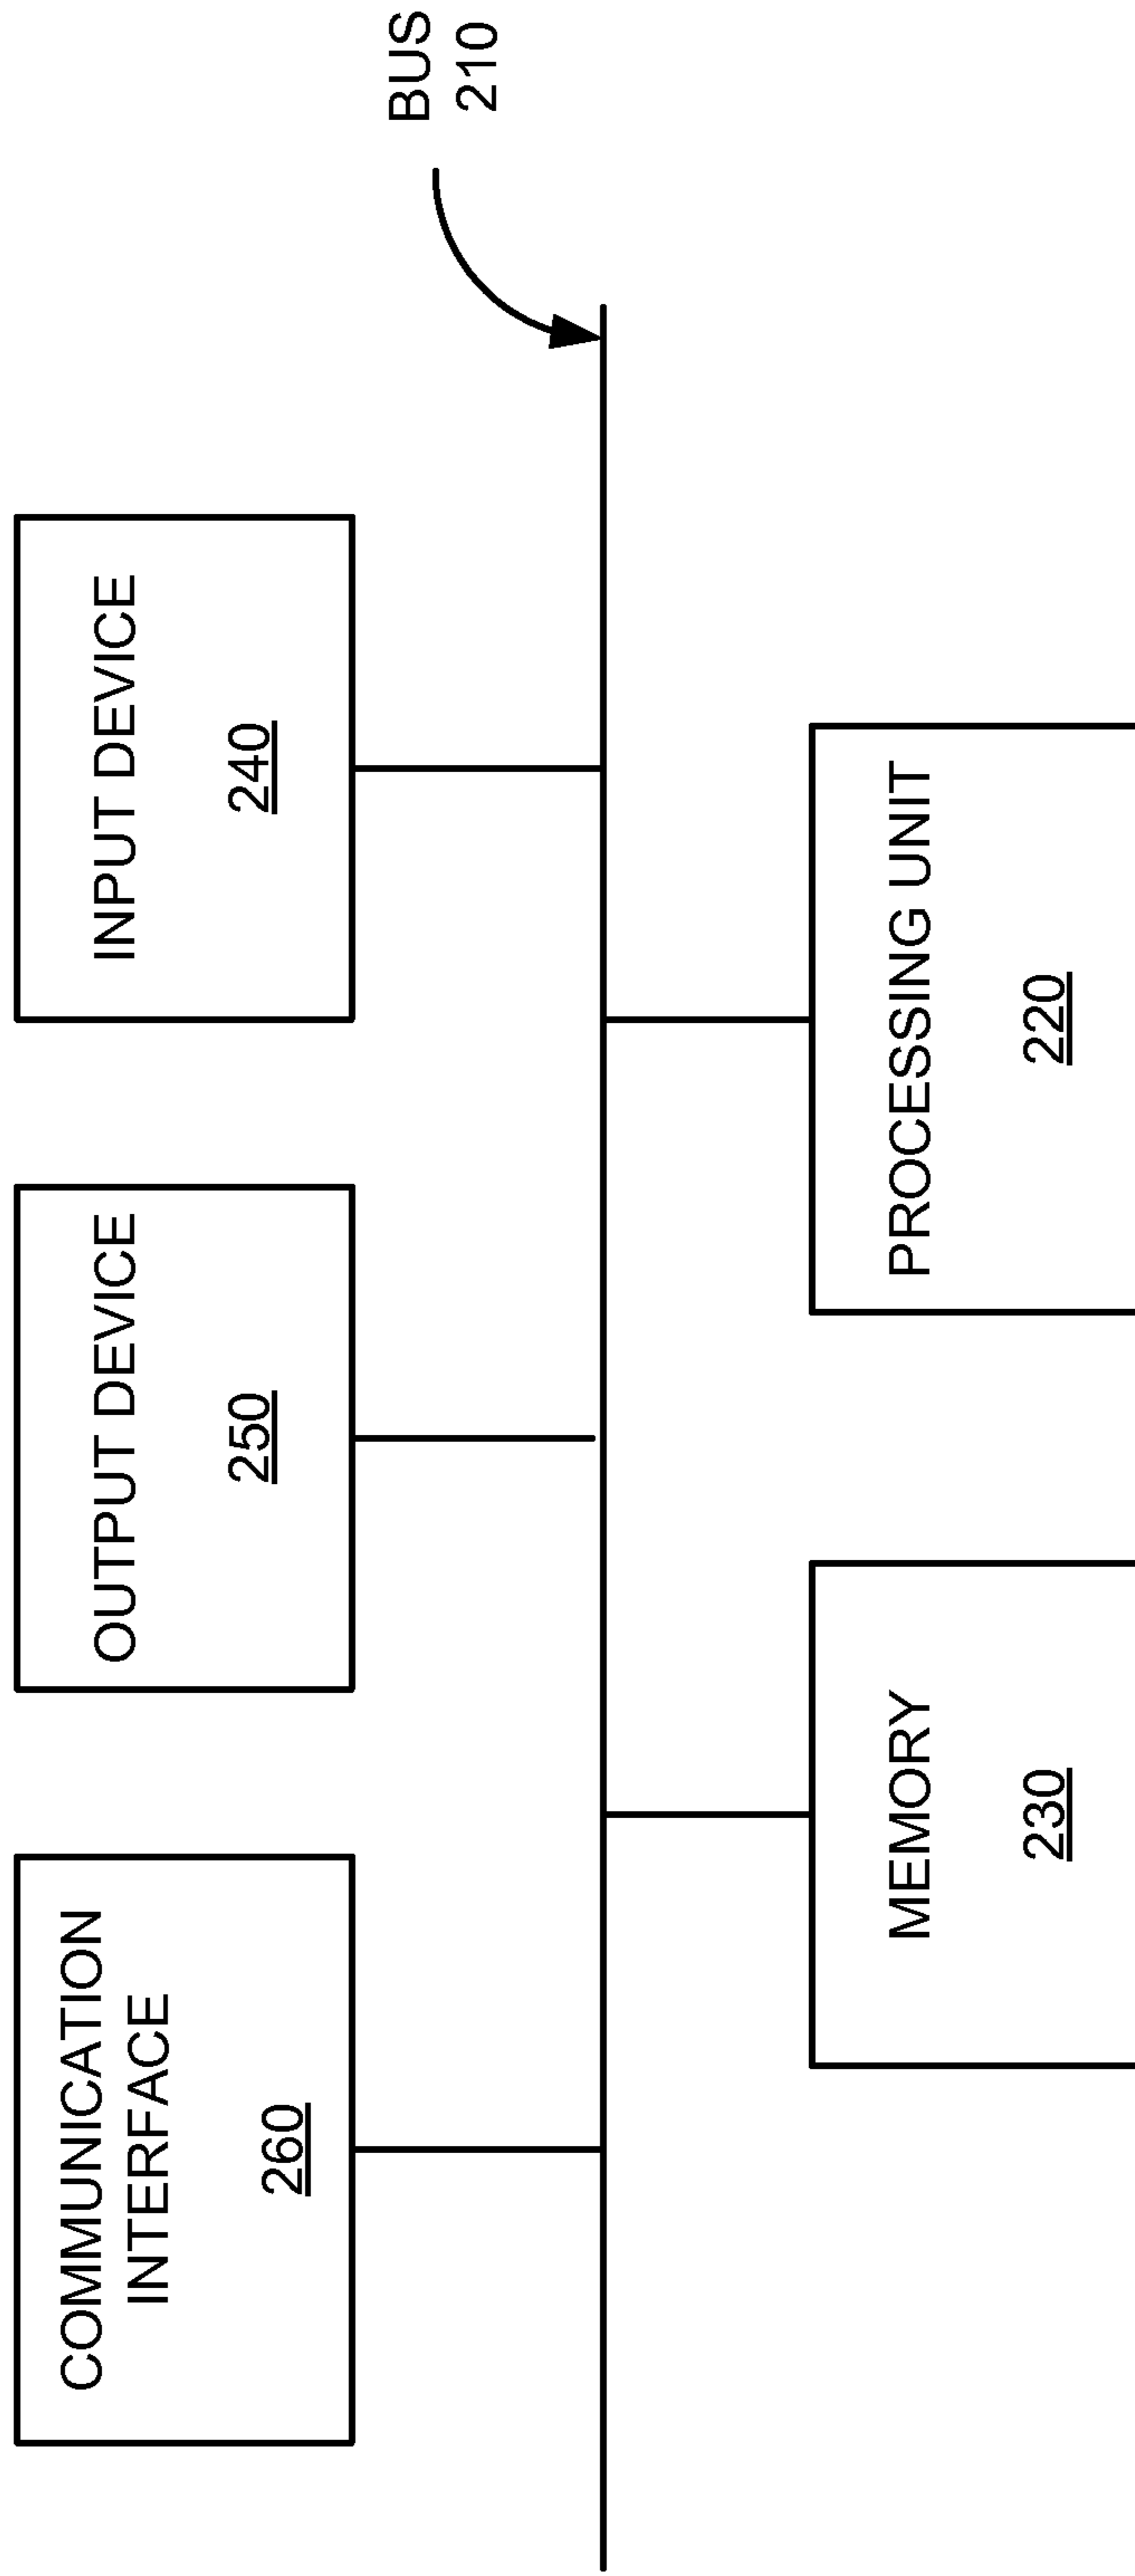 COMMUNICATION
INTERFACE
260
OUTPUT DEVICE
250
INPUT DEVICE
240
BUS
210
MEMORY
230
PROCESSING UNIT
220